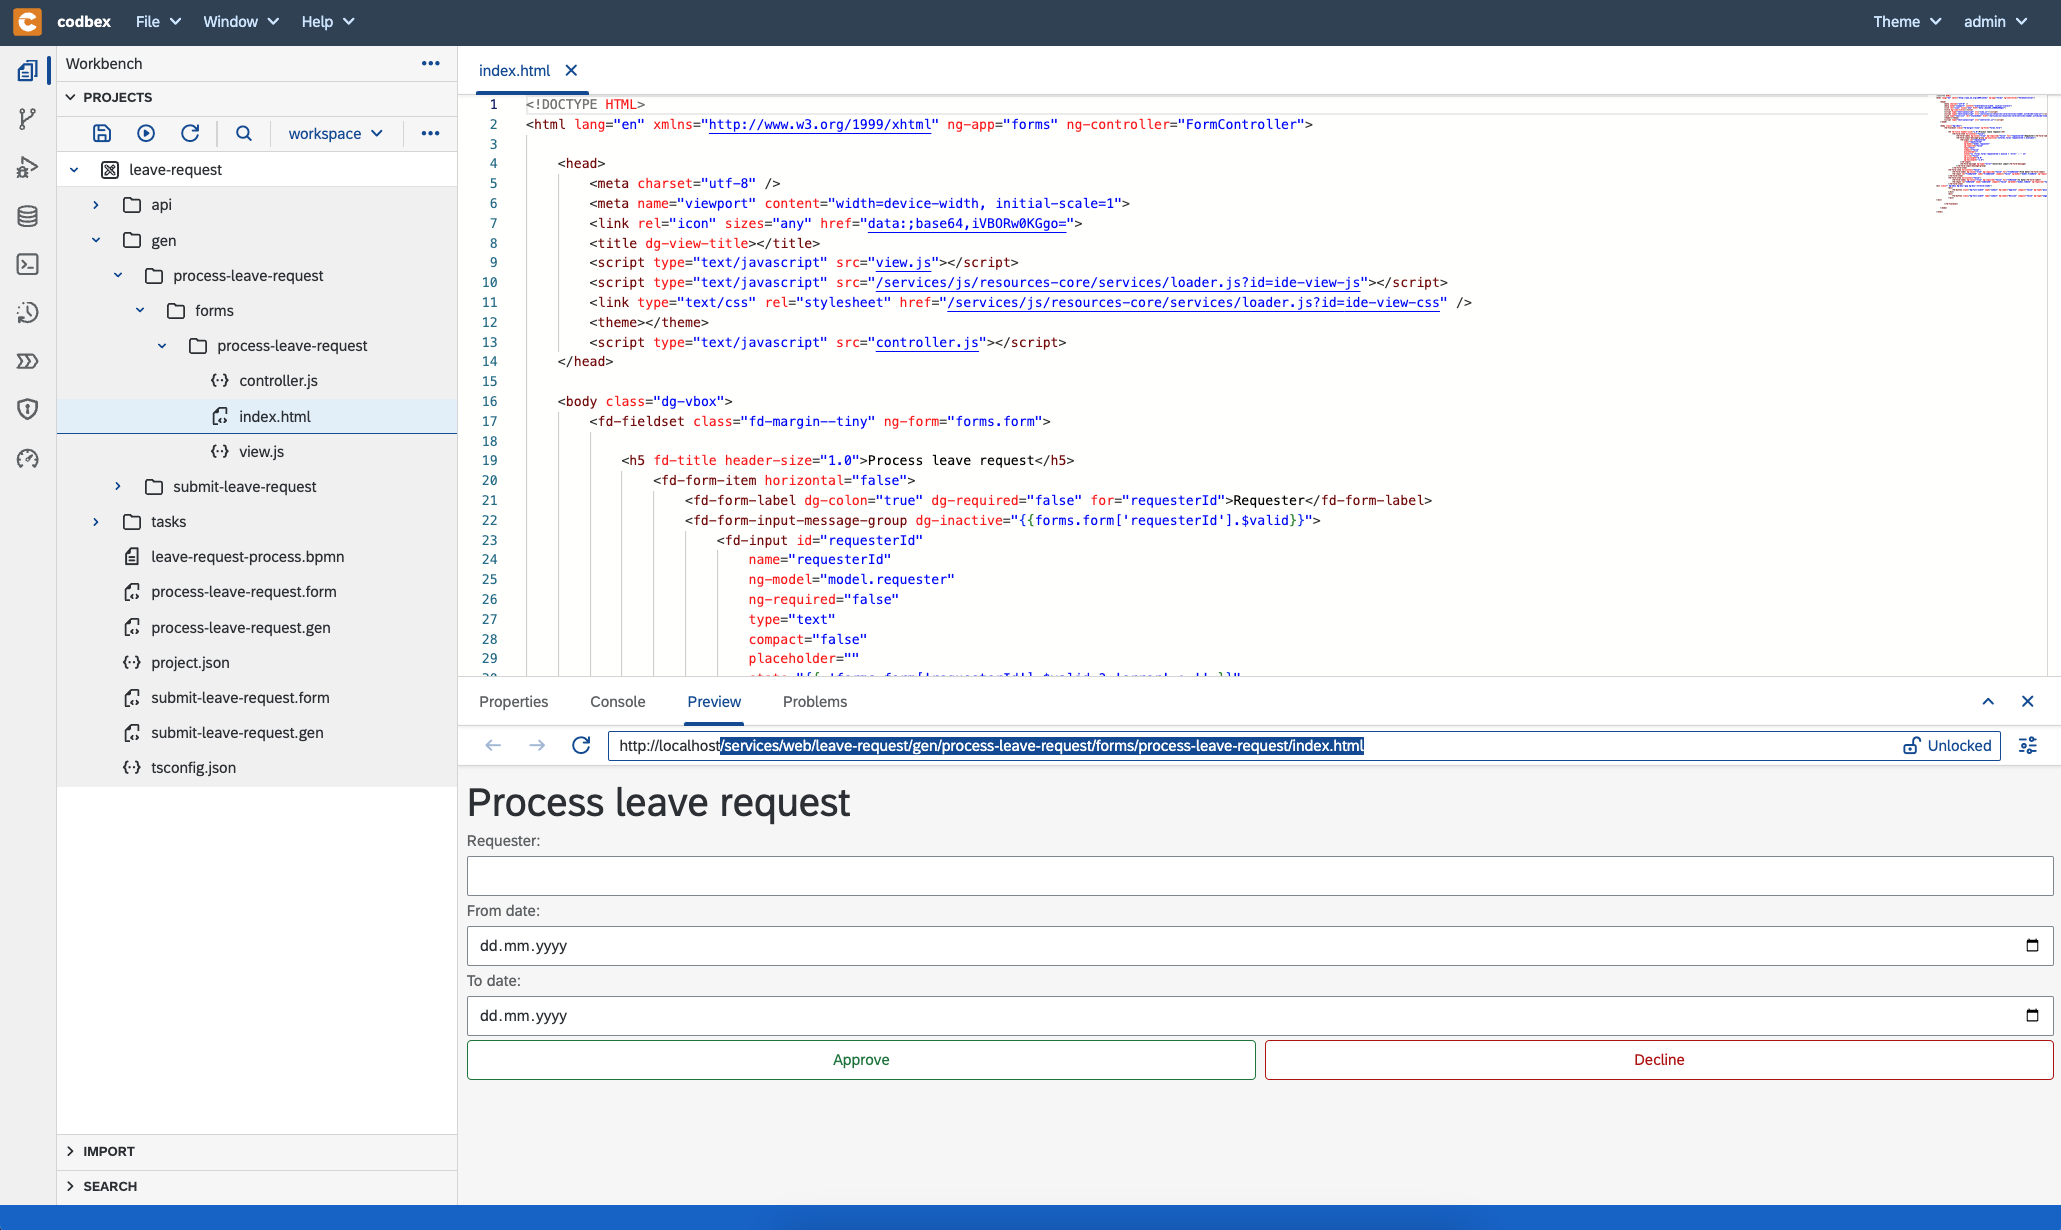 codbex File Window Help Theme admin
Workbench
PROJECTS
workspace
leave-request
api
gen
process-leave-request
forms
process-leave-request
controller.js
index.html
view.js
submit-leave-request
tasks
leave-request-process.bpmn
process-leave-request.form
process-leave-request.gen
project.json
submit-leave-request.form
submit-leave-request.gen
tsconfig.json
IMPORT
SEARCH
index.html
1 <!DOCTYPE HTML>
2 <html lang="en" xmlns="http://www.w3.org/1999/xhtml" ng-app="forms" ng-controller="FormController">
3
4 <head>
5 <meta charset="utf-8" />
6 <meta name="viewport" content="width=device-width, initial-scale=1">
7 <link rel="icon" sizes="any" href="data:;base64,iVBORw0KGgo=">
8 <title dg-view-title></title>
9 <script type="text/javascript" src="view.js"></script>
10 <script type="text/javascript" src="/services/js/resources-core/services/loader.js?id=ide-view-js"></script>
11 <link type="text/css" rel="stylesheet" href="/services/js/resources-core/services/loader.js?id=ide-view-css" />
12 <theme></theme>
13 <script type="text/javascript" src="controller.js"></script>
14 </head>
15
16 <body class="dg-vbox">
17 <fd-fieldset class="fd-margin--tiny" ng-form="forms.form">
18
19 <h5 fd-title header-size="1.0">Process leave request</h5>
20 <fd-form-item horizontal="false">
21 <fd-form-label dg-colon="true" dg-required="false" for="requesterId">Requester</fd-form-label>
22 <fd-form-input-message-group dg-inactive="{{forms.form['requesterId'].$valid}}">
23 <fd-input id="requesterId"
24 name="requesterId"
25 ng-model="model.requester"
26 ng-required="false"
27 type="text"
28 compact="false"
29 placeholder=""
Properties Console Preview Problems
http://localhost/services/web/leave-request/gen/process-leave-request/forms/process-leave-request/index.html Unlocked
Process leave request
Requester:
From date:
dd.mm.yyyy
To date:
dd.mm.yyyy
Approve Decline